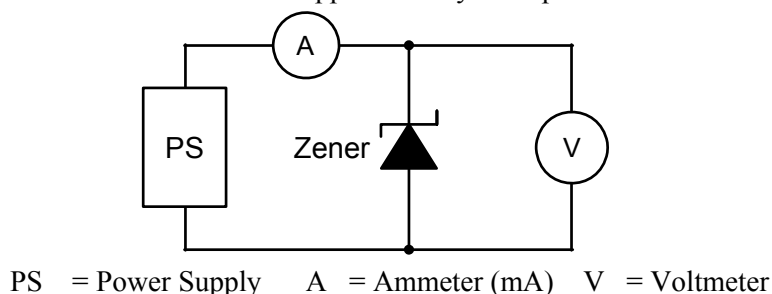 A
PS
Zener
V
PS = Power Supply A = Ammeter (mA) V = Voltmeter